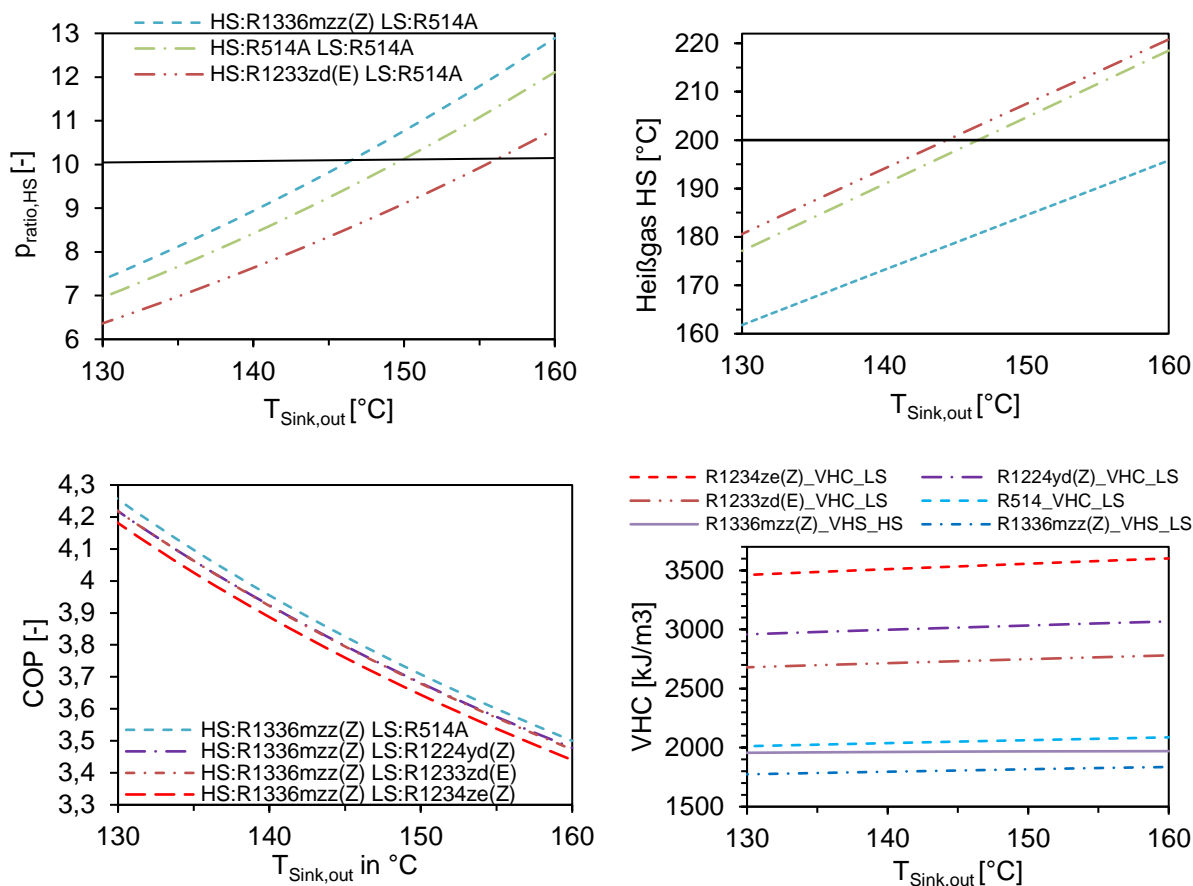 HS:R1336mzz(Z) LS:R514A
HS:R514A LS:R514A
HS:R1233zd(E) LS:R514A
13
12
11
10
9
8
7
6
pratio,HS [-]
130 140 150 160
TSink,out [°C]
220
210
200
190
180
170
160
Heißgas HS [°C]
130 140 150 160
TSink,out [°C]
4,3
4,2
4,1
4
3,9
3,8
3,7
3,6
3,5
3,4
3,3
COP [-]
HS:R1336mzz(Z) LS:R514A
HS:R1336mzz(Z) LS:R1224yd(Z)
HS:R1336mzz(Z) LS:R1233zd(E)
HS:R1336mzz(Z) LS:R1234ze(Z)
130 140 150 160
TSink,out in °C
R1234ze(Z)_VHC_LS R1224yd(Z)_VHC_LS
R1233zd(E)_VHC_LS R514_VHC_LS
R1336mzz(Z)_VHS_HS R1336mzz(Z)_VHS_LS
3500
3000
2500
2000
1500
VHC [kJ/m3]
130 140 150 160
TSink,out [°C]